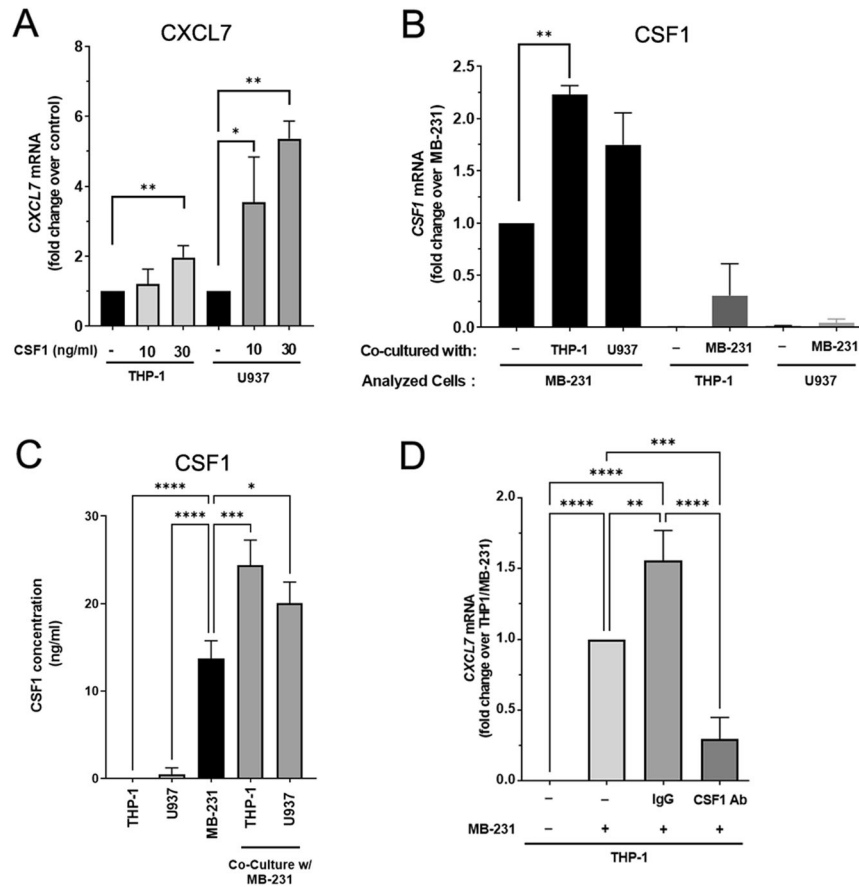 A
CXCL7
CXCL7 mRNA
(fold change over control)
8
6
4
2
0
**
*
**
CSF1 (ng/ml)
-
10
30
-
10
30
THP-1
U937
B
CSF1
CSF1 mRNA
(fold change over MB-231)
2.5
2.0
1.5
1.0
0.5
0.0
**
Co-cultured with:
–
THP-1
U937
–
MB-231
–
MB-231
Analyzed Cells :
MB-231
THP-1
U937
C
CSF1
CSF1 concentration
(ng/ml)
30
20
10
0
****
*
****
***
THP-1
U937
MB-231
THP-1
U937
Co-Culture w/
MB-231
D
CXCL7 mRNA
(fold change over THP1/MB-231)
2.0
1.5
1.0
0.5
0.0
***
****
****
**
****
–
–
IgG
CSF1 Ab
MB-231
–
+
+
+
THP-1